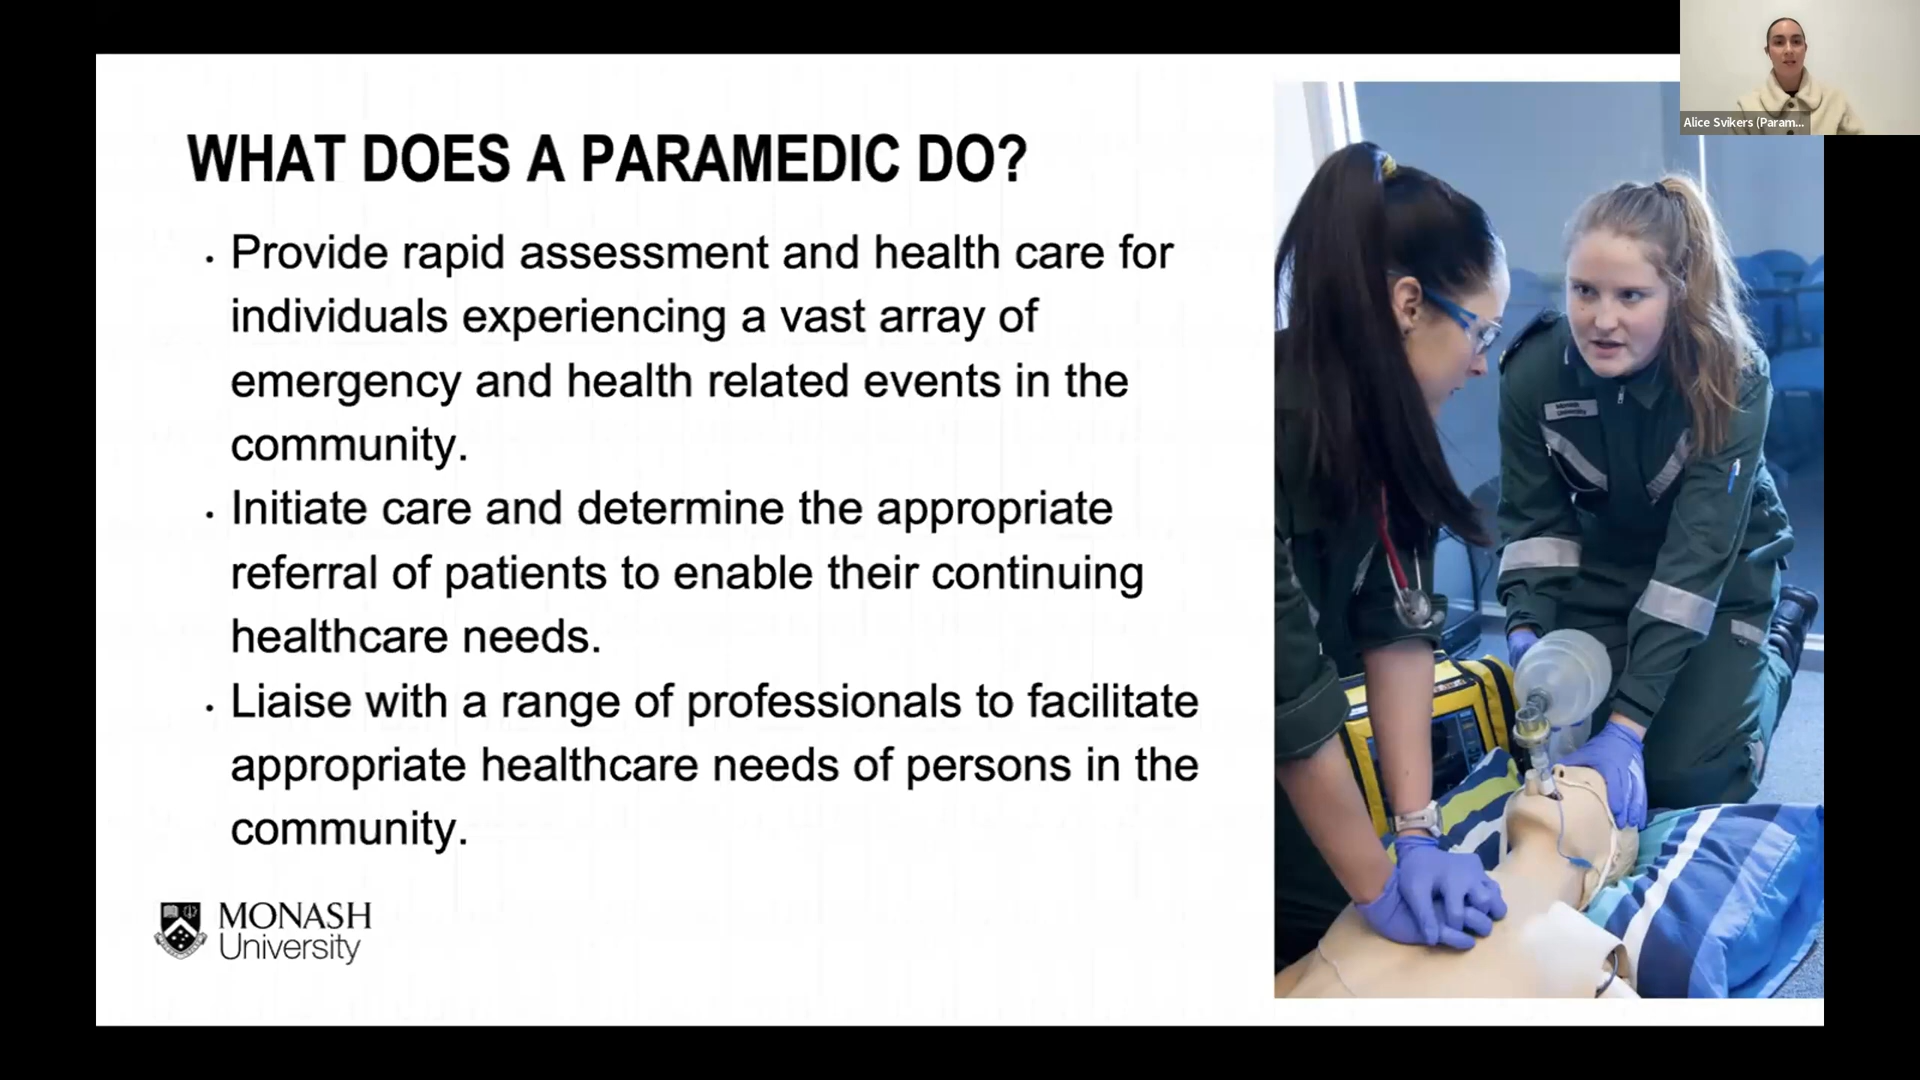 Alice Svikers (Param...
WHAT DOES A PARAMEDIC DO?
• Provide rapid assessment and health care for
individuals experiencing a vast array of
emergency and health related events in the
community.
• Initiate care and determine the appropriate
referral of patients to enable their continuing
healthcare needs.
• Liaise with a range of professionals to facilitate
appropriate healthcare needs of persons in the
community.
MONASH
University
Monash
University